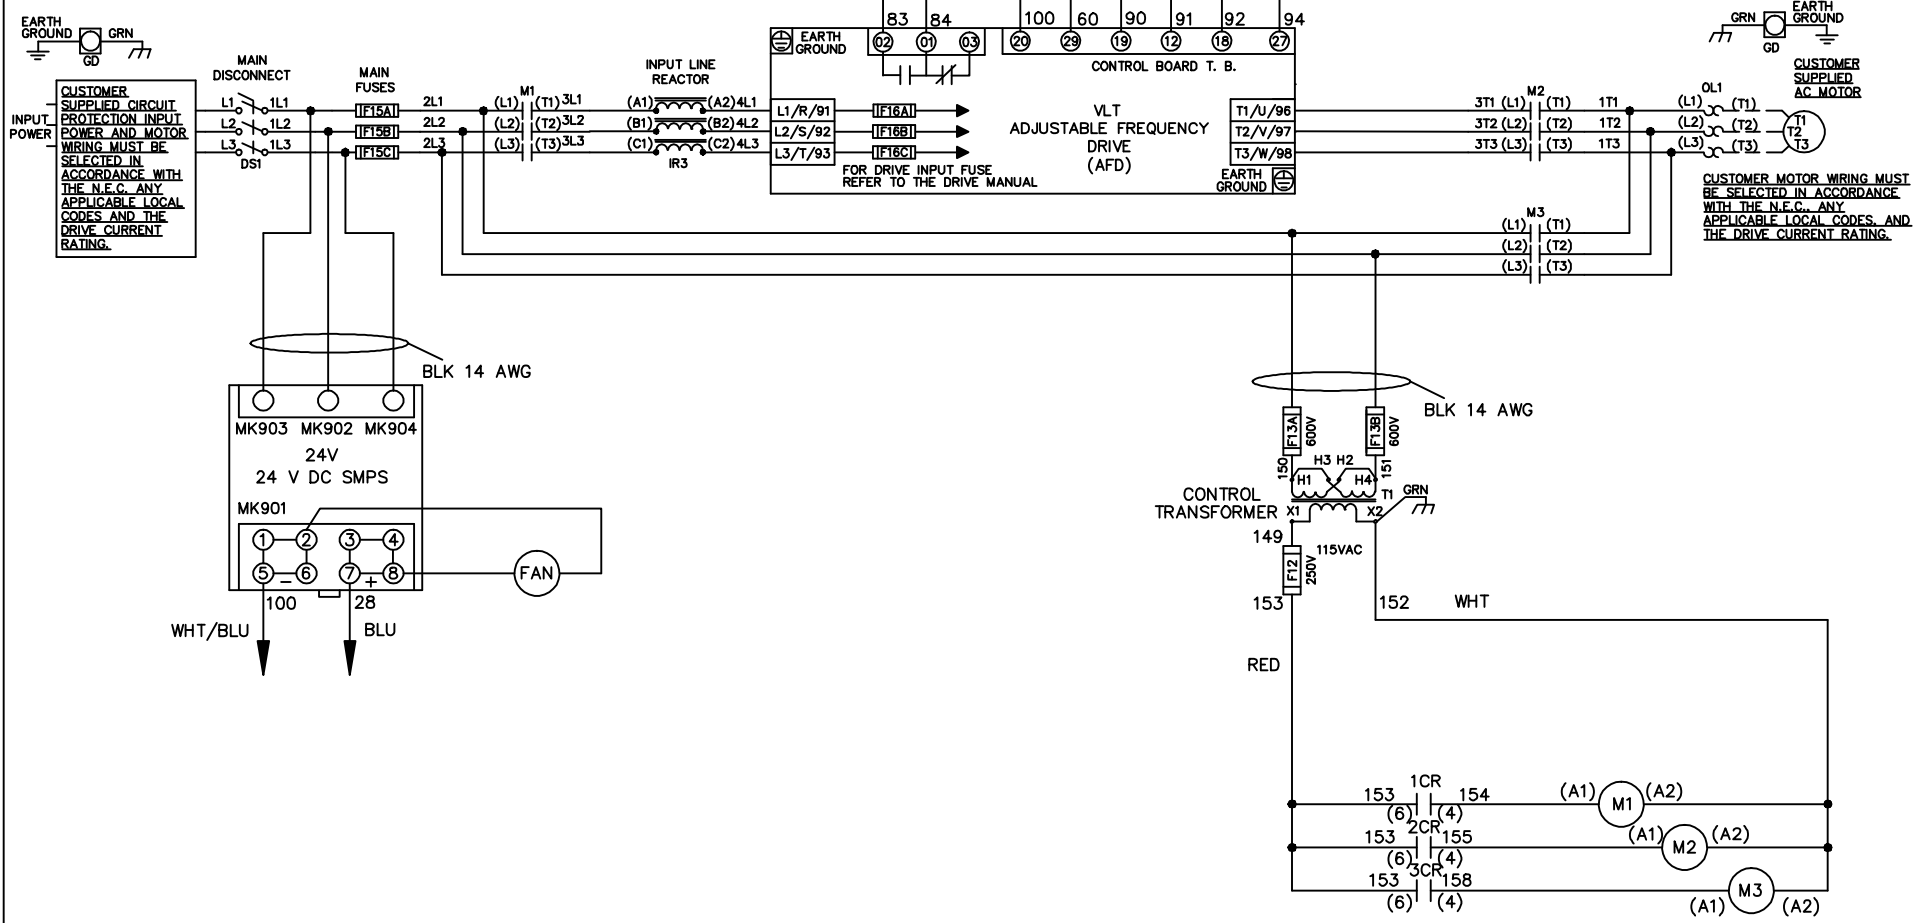 EARTH
GROUND
GRN
GD
83 84
100 60 90 91 92 94
EARTH
GROUND
02 01 03
20 29 19 12 18 27
CONTROL BOARD T. B.
GRN
EARTH
GROUND
GD
INPUT
POWER
CUSTOMER
SUPPLIED CIRCUIT
PROTECTION INPUT
POWER AND MOTOR
WIRING MUST BE
SELECTED IN
ACCORDANCE WITH
THE N.E.C. ANY
APPLICABLE LOCAL
CODES AND THE
DRIVE CURRENT
RATING.
MAIN
DISCONNECT
L1 1L1
L2 1L2
L3 1L3
DS1
MAIN
FUSES
F15A
F15B
F15C
2L1
2L2
2L3
M1
(L1) (T1) 3L1
(L2) (T2) 3L2
(L3) (T3) 3L3
INPUT LINE
REACTOR
(A1) (A2) 4L1
(B1) (B2) 4L2
(C1) (C2) 4L3
IR3
L1/R/91
L2/S/92
L3/T/93
F16A
F16B
F16C
FOR DRIVE INPUT FUSE
REFER TO THE DRIVE MANUAL
VLT
ADJUSTABLE FREQUENCY
DRIVE
(AFD)
T1/U/96
T2/V/97
T3/W/98
EARTH
GROUND
M2
3T1 (L1) (T1) 1T1
3T2 (L2) (T2) 1T2
3T3 (L3) (T3) 1T3
OL1
(L1) (T1)
(L2) (T2)
(L3) (T3)
CUSTOMER
SUPPLIED
AC MOTOR
T1
T2
T3
CUSTOMER MOTOR WIRING MUST
BE SELECTED IN ACCORDANCE
WITH THE N.E.C., ANY
APPLICABLE LOCAL CODES, AND
THE DRIVE CURRENT RATING.
M3
(L1) (T1)
(L2) (T2)
(L3) (T3)
BLK 14 AWG
MK903 MK902 MK904
24V
24 V DC SMPS
MK901
1 2 3 4
5 - 6 7 + 8
FAN
100 28
WHT/BLU BLU
BLK 14 AWG
F13A
600V
F13B
600V
150
151
H3 H2
H1 H4
T1
GRN
CONTROL
TRANSFORMER
X1 X2
149
115VAC
F12
250V
153
152
WHT
RED
1CR
153 154
(6) (4)
(A1) M1 (A2)
2CR
153 155
(6) (4)
(A1) M2 (A2)
3CR
153 158
(6) (4)
(A1) M3 (A2)